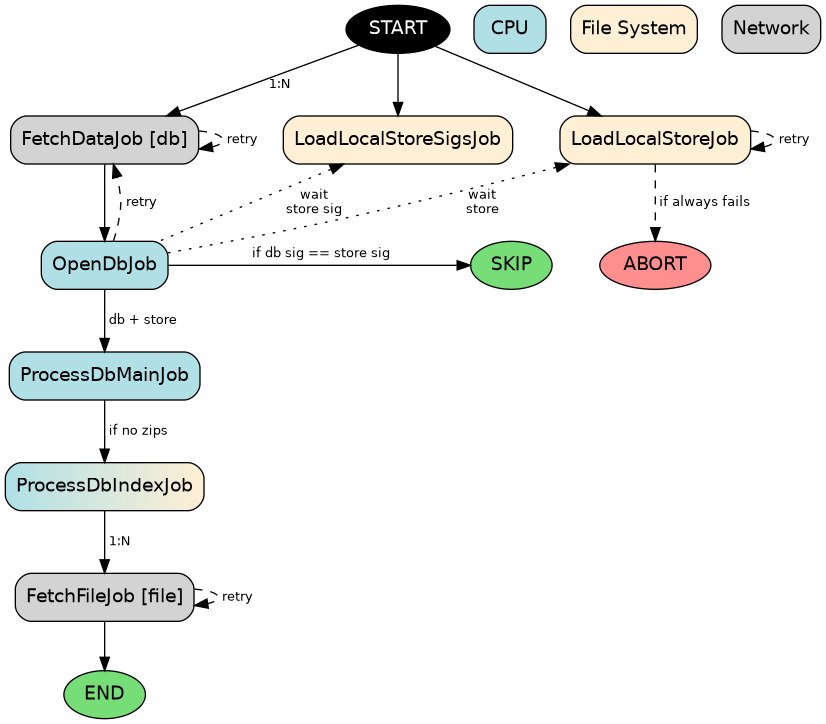 START
CPU
File System
Network
1:N
FetchDataJob [db]
retry
LoadLocalStoreSigsJob
LoadLocalStoreJob
retry
retry
wait
store sig
wait
store
if always fails
OpenDbJob
if db sig == store sig
SKIP
ABORT
db + store
ProcessDbMainJob
if no zips
ProcessDbIndexJob
1:N
FetchFileJob [file]
retry
END